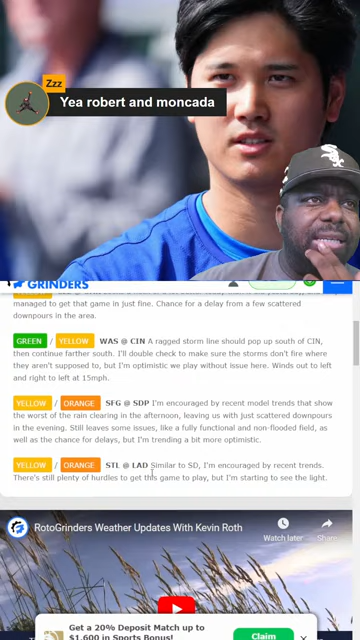 Zzz
Yea robert and moncada
GRINDERS
managed to get that game in just fine. Chance for a delay from a few scattered
downpours in the area.
GREEN / YELLOW WAS @ CIN A ragged storm line should pop up south of CIN,
then continue farther south. I'll double check to make sure the storms don't fire where
they aren't supposed to, but I'm optimistic we play without issue here. Winds out to left
and right to left at 15mph.
YELLOW / ORANGE SFG @ SDP I'm encouraged by recent model trends that show
the worst of the rain clearing in the afternoon, leaving us with just scattered downpours
in the evening. Still leaves some issues, like a fully functional and non-flooded field, as
well as the chance for delays, but I'm trending a bit more optimistic.
YELLOW / ORANGE STL @ LAD Similar to SD, I'm encouraged by recent trends.
There's still plenty of hurdles to get this game to play, but I'm starting to see the light.
RotoGrinders Weather Updates With Kevin Roth
Watch later
Share
Get a 20% Deposit Match up to
$1,600 in Sports Bonus!
Claim